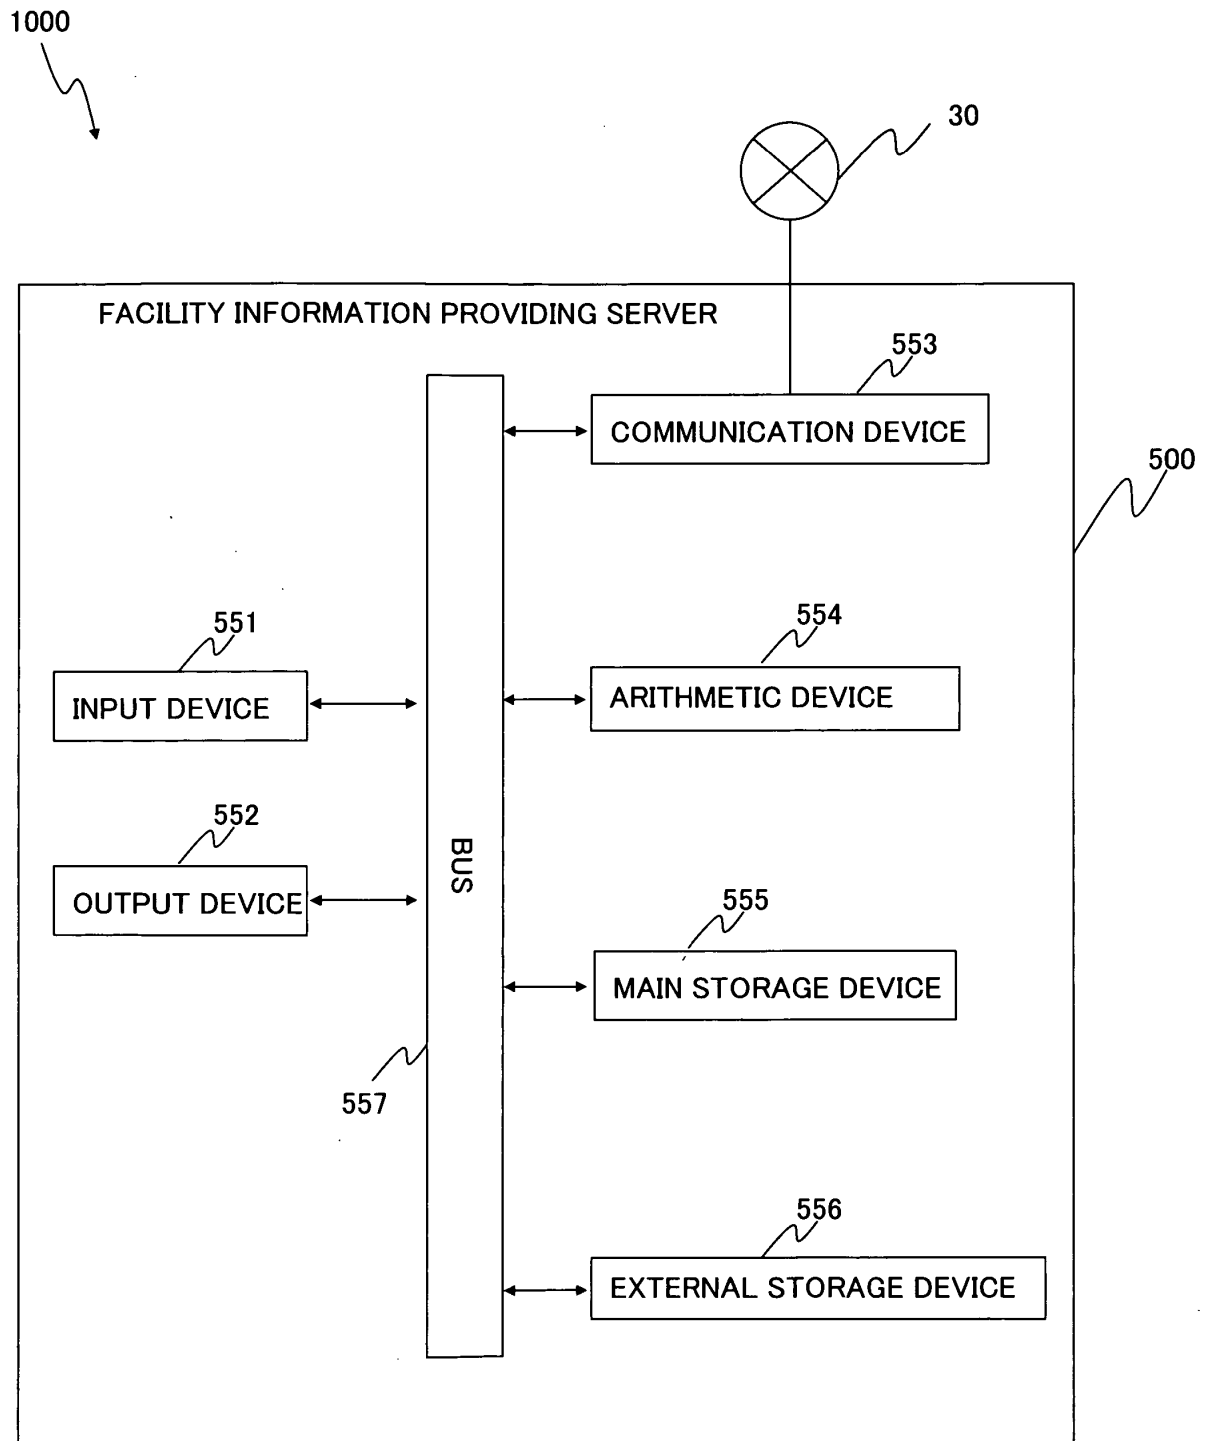 1000
30
FACILITY INFORMATION PROVIDING SERVER
553
COMMUNICATION DEVICE
500
551
INPUT DEVICE
554
ARITHMETIC DEVICE
552
OUTPUT DEVICE
BUS
555
MAIN STORAGE DEVICE
557
556
EXTERNAL STORAGE DEVICE